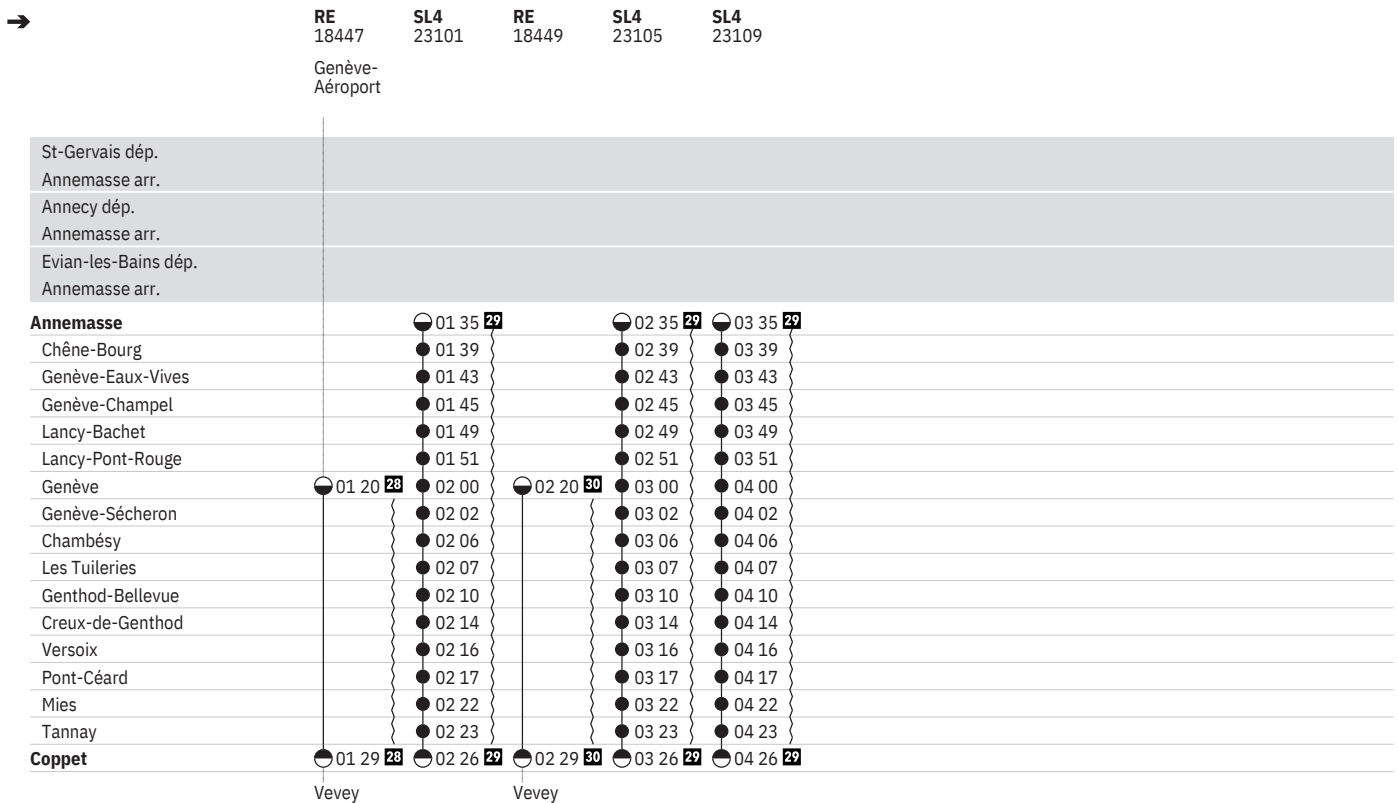 ➔ RE SL4 RE SL4 SL4
18447 23101 18449 23105 23109
Genève-
Aéroport
St-Gervais dép.
Annemasse arr.
Annecy dép.
Annemasse arr.
Evian-les-Bains dép.
Annemasse arr.
Annemasse 01 35 29 02 35 29 03 35 29
Chêne-Bourg 01 39 02 39 03 39
Genève-Eaux-Vives 01 43 02 43 03 43
Genève-Champel 01 45 02 45 03 45
Lancy-Bachet 01 49 02 49 03 49
Lancy-Pont-Rouge 01 51 02 51 03 51
Genève 01 20 28 02 00 02 20 30 03 00 04 00
Genève-Sécheron 02 02 03 02 04 02
Chambésy 02 06 03 06 04 06
Les Tuileries 02 07 03 07 04 07
Genthod-Bellevue 02 10 03 10 04 10
Creux-de-Genthod 02 14 03 14 04 14
Versoix 02 16 03 16 04 16
Pont-Céard 02 17 03 17 04 17
Mies 02 22 03 22 04 22
Tannay 02 23 03 23 04 23
Coppet 01 29 28 02 26 29 02 29 30 03 26 29 04 26 29
Vevey Vevey